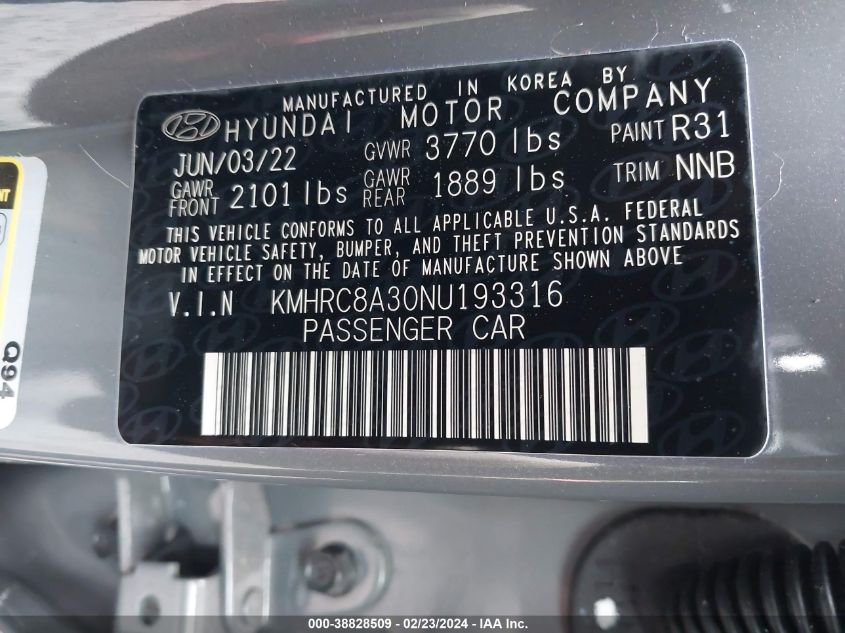 MANUFACTURED IN KOREA BY
HYUNDAI MOTOR COMPANY
JUN/03/22 GVWR 3770 lbs PAINT R31
GAWR FRONT 2101 lbs GAWR REAR 1889 lbs TRIM NNB
THIS VEHICLE CONFORMS TO ALL APPLICABLE U.S.A. FEDERAL
MOTOR VEHICLE SAFETY, BUMPER, AND THEFT PREVENTION STANDARDS
IN EFFECT ON THE DATE OF MANUFACTURE SHOWN ABOVE
V.I.N KMHRC8A30NU193316
PASSENGER CAR
Q94
000-38828509 - 02/23/2024 - IAA Inc.